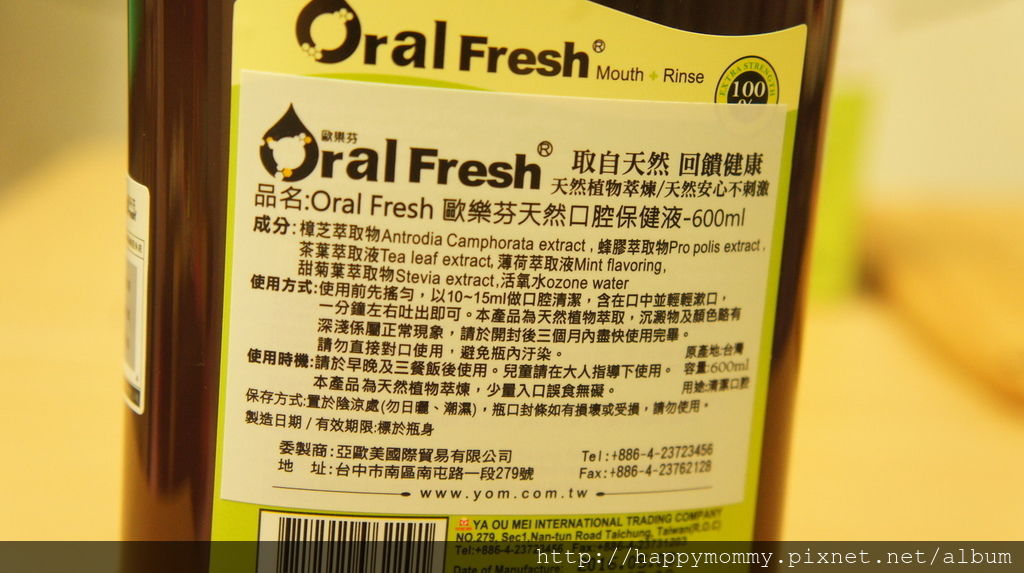 Oral Fresh® Mouth + Rinse
EXTRA STRENGTH
100
%
歐樂芬
Oral Fresh®
取自天然 回饋健康
天然植物萃煉/天然安心不刺激
品名:Oral Fresh 歐樂芬天然口腔保健液-600ml
成分:樟芝萃取物Antrodia Camphorata extract , 蜂膠萃取物Pro polis extract ,
茶葉萃取液Tea leaf extract, 薄荷萃取液Mint flavoring,
甜菊葉萃取物Stevia extract ,活氧水ozone water
使用方式:使用前先搖勻，以10~15ml做口腔清潔，含在口中並輕輕漱口，
一分鐘左右吐出即可。本產品為天然植物萃取，沉澱物及顏色略有
深淺係屬正常現象，請於開封後三個月內盡快使用完畢。
請勿直接對口使用，避免瓶內汙染。
使用時機:請於早晚及三餐飯後使用。兒童請在大人指導下使用。
本產品為天然植物萃煉，少量入口誤食無礙。
原產地:台灣
容量:600ml
用途:清潔口腔
保存方式:置於陰涼處(勿日曬、潮濕)，瓶口封條如有損壞或受損，請勿使用。
製造日期 / 有效期限:標於瓶身
委製商:亞歐美國際貿易有限公司
地 址:台中市南區南屯路一段279號
Tel:+886-4-23723456
Fax:+886-4-23762128
www.yom.com.tw
YA OU MEI INTERNATIONAL TRADING COMPANY
NO.279, Sec1,Nan-tun Road Taichung, Taiwan(R.O.C)
Tel:+886-4-23723456 Fax:+886-4-23731203
Date of Manufacture:
http://happymommy.pixnet.net/album